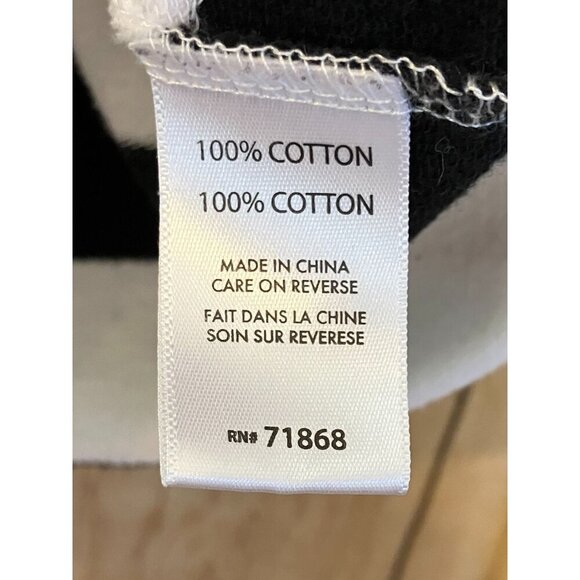 100% COTTON
100% COTTON
MADE IN CHINA
CARE ON REVERSE
FAIT DANS LA CHINE
SOIN SUR REVERESE
RN# 71868